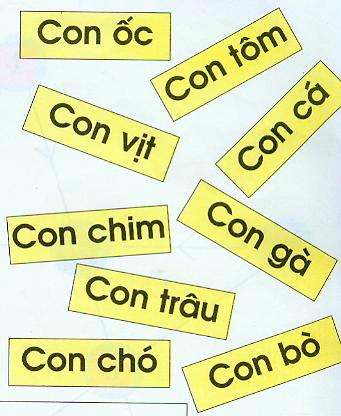 Con ốc
Con tôm
Con cá
Con vịt
Con chim
Con gà
Con trâu
Con chó
Con bò